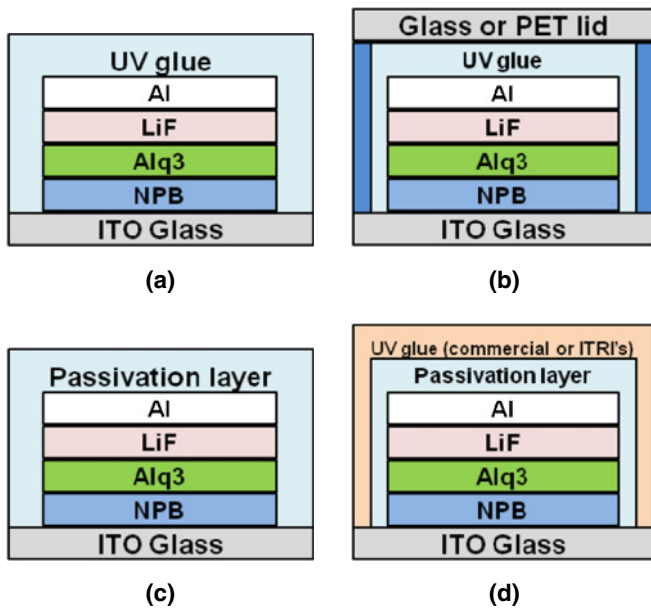 UV glue
Al
LiF
Alq3
NPB
ITO Glass
(a)
Glass or PET lid
UV glue
Al
LiF
Alq3
NPB
ITO Glass
(b)
Passivation layer
Al
LiF
Alq3
NPB
ITO Glass
(c)
UV glue (commercial or ITRI's)
Passivation layer
Al
LiF
Alq3
NPB
ITO Glass
(d)